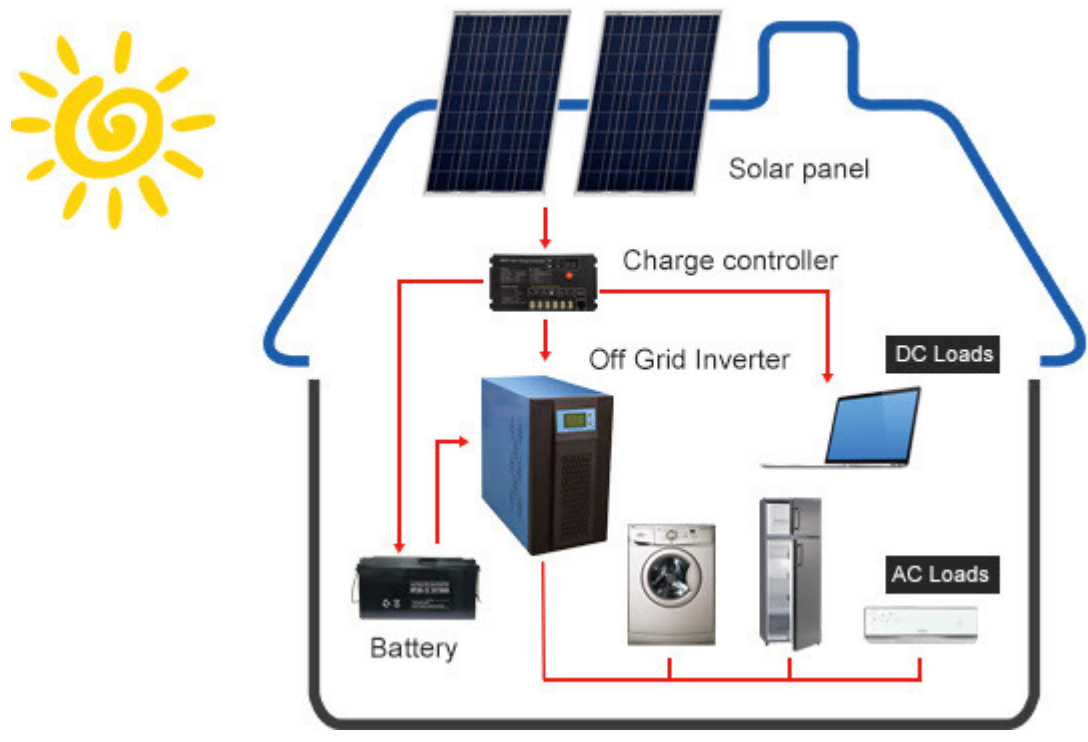 Solar panel
Charge controller
Off Grid Inverter
DC Loads
AC Loads
Battery